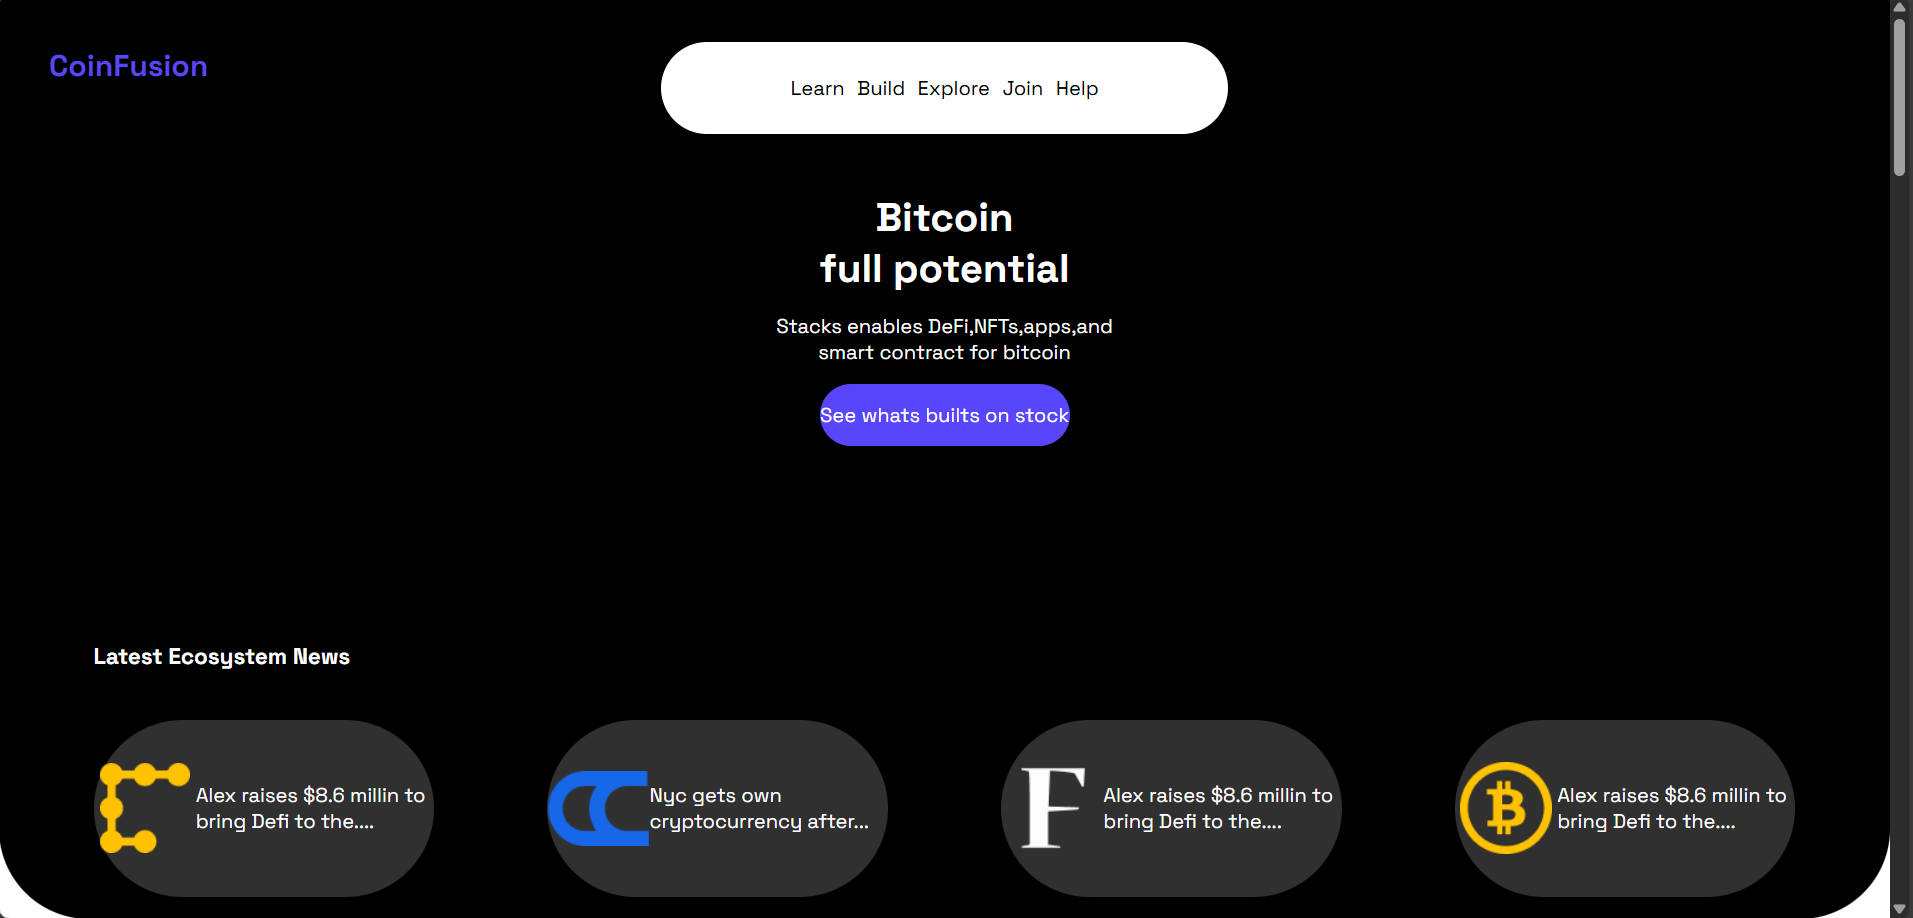 CoinFusion
Learn Build Explore Join Help
Bitcoin
full potential
Stacks enables DeFi,NFTs,apps,and
smart contract for bitcoin
See whats builts on stock
Latest Ecosystem News
Alex raises $8.6 millin to
bring Defi to the....
Nyc gets own
cryptocurrency after...
F
Alex raises $8.6 millin to
bring Defi to the....
Alex raises $8.6 millin to
bring Defi to the....